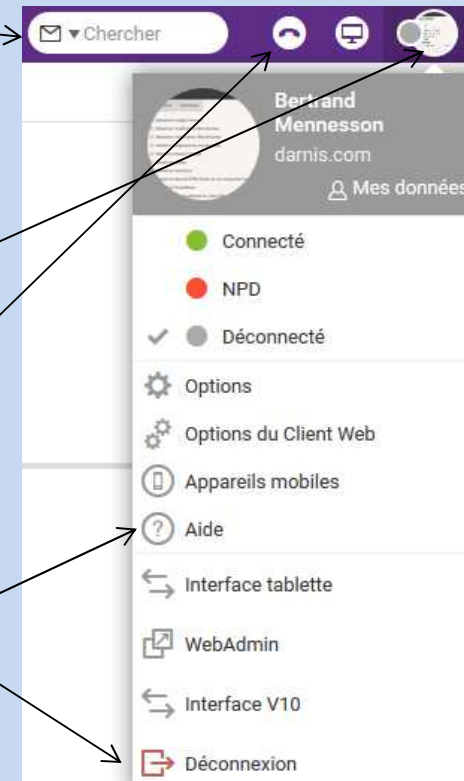 Chercher
Bertrand
Mennesson
darnis.com
Mes données
Connecté
NPD
Déconnecté
Options
Options du Client Web
Appareils mobiles
Aide
Interface tablette
WebAdmin
Interface V10
Déconnexion